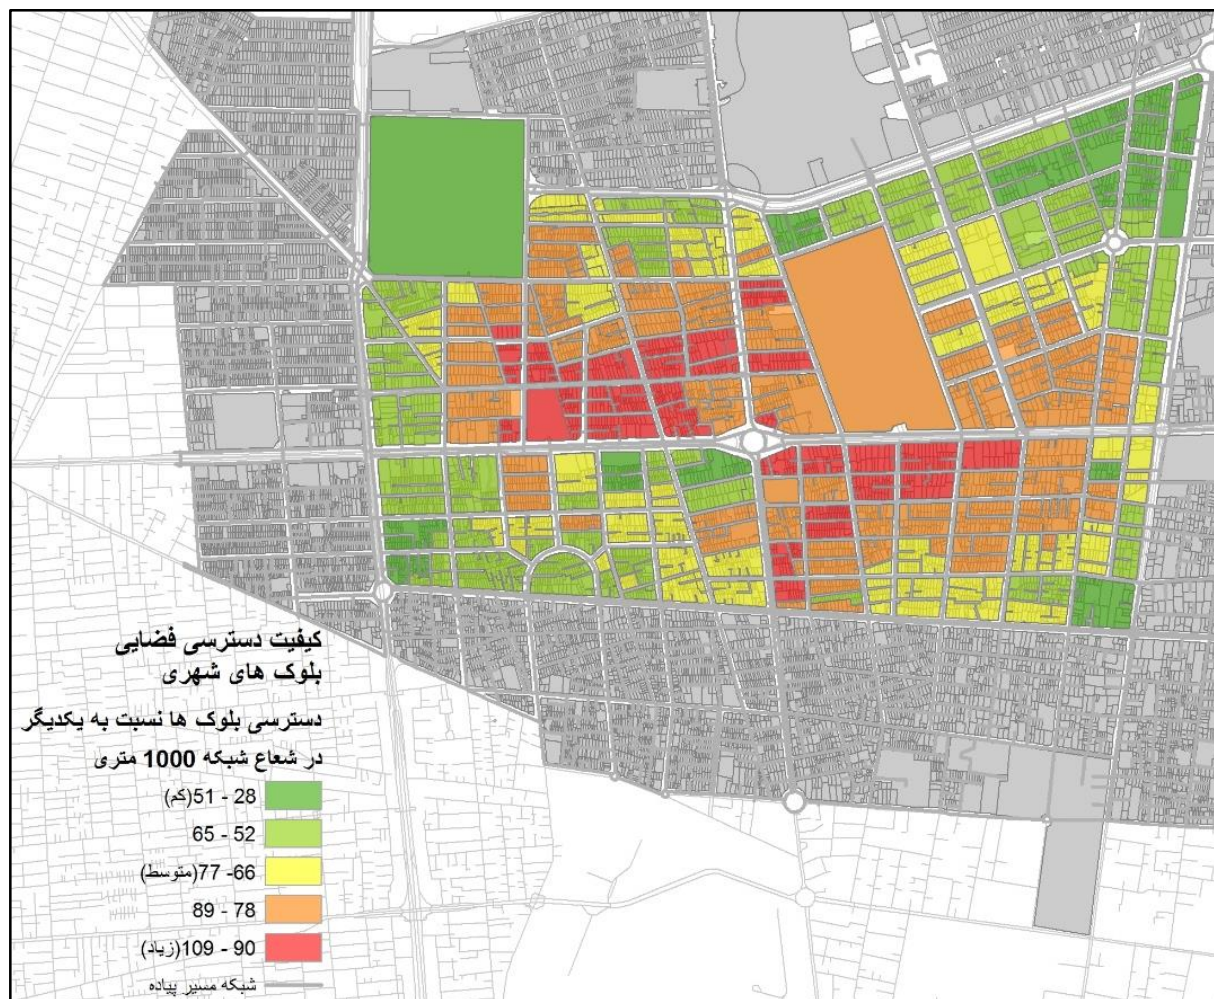 کیفیت دسترسی فضایی
بلوک های شهری
دسترسی بلوک ها نسبت به یکدیگر
در شعاع شبکه 1000 متری
28 - 51(کم)
52 - 65
66- 77(متوسط)
78 - 89
90 - 109(زیاد)
شبکه مسیر پیاده